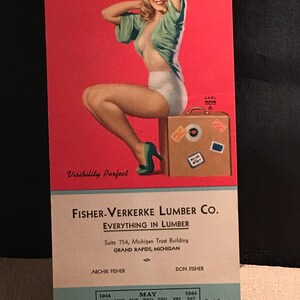 Visibility Perfect
FISHER-VERKERKE LUMBER CO.
EVERYTHING IN LUMBER
Suite 754, Michigan Trust Building
GRAND RAPIDS, MICHIGAN
ARCHIE FISHER DON FISHER
1944 MAY 1944